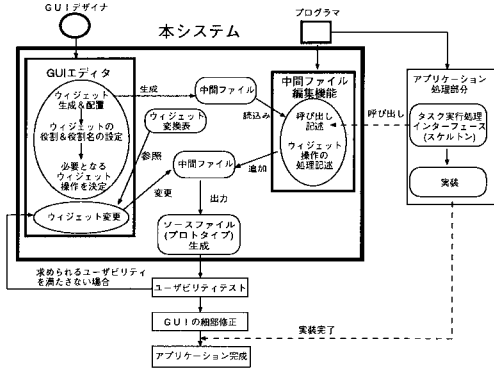 GUIデザイナ
プログラマ
本システム
GUIエディタ
ウィジェット
生成&配置
ウィジェットの
役割&役割名の設定
必要となる
ウィジェット
操作を決定
ウィジェット変更
生成
中間ファイル
ウィジェット
変換表
参照
中間ファイル
変更
読込み
追加
出力
ソースファイル
(プロトタイプ)
生成
中間ファイル
編集機能
呼び出し
記述
ウィジェット
操作の
処理記述
呼び出し
アプリケーション
処理部分
タスク実行処理
インターフェース
(スケルトン)
実装
求められるユーザビリティ
を満たさない場合
ユーザビリティテスト
GUIの細部修正
実装完了
アプリケーション完成